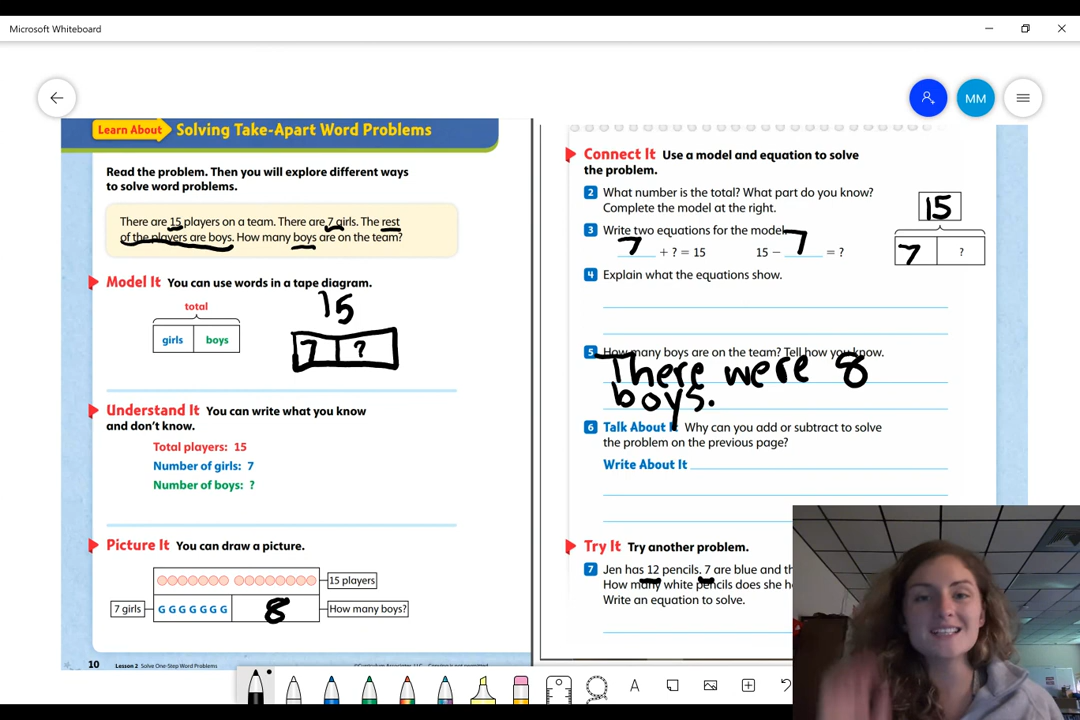 Microsoft Whiteboard
MM
Learn About Solving Take-Apart Word Problems
Read the problem. Then you will explore different ways
to solve word problems.
There are 15 players on a team. There are 7 girls. The rest
of the players are boys. How many boys are on the team?
Model It You can use words in a tape diagram.
total
girls boys
15
7 ?
Understand It You can write what you know
and don't know.
Total players: 15
Number of girls: 7
Number of boys: ?
Picture It You can draw a picture.
15 players
7 girls G G G G G G G 8 How many boys?
10 Lesson 2 Solve One-Step Word Problems
Connect It Use a model and equation to solve
the problem.
2 What number is the total? What part do you know?
Complete the model at the right.
15
7 ?
3 Write two equations for the model.
7 + ? = 15 15 − 7 = ?
4 Explain what the equations show.
5 How many boys are on the team? Tell how you know.
There were 8
boys.
6 Talk About It Why can you add or subtract to solve
the problem on the previous page?
Write About It
Try It Try another problem.
7 Jen has 12 pencils. 7 are blue and
How many white pencils does she
Write an equation to solve.
A